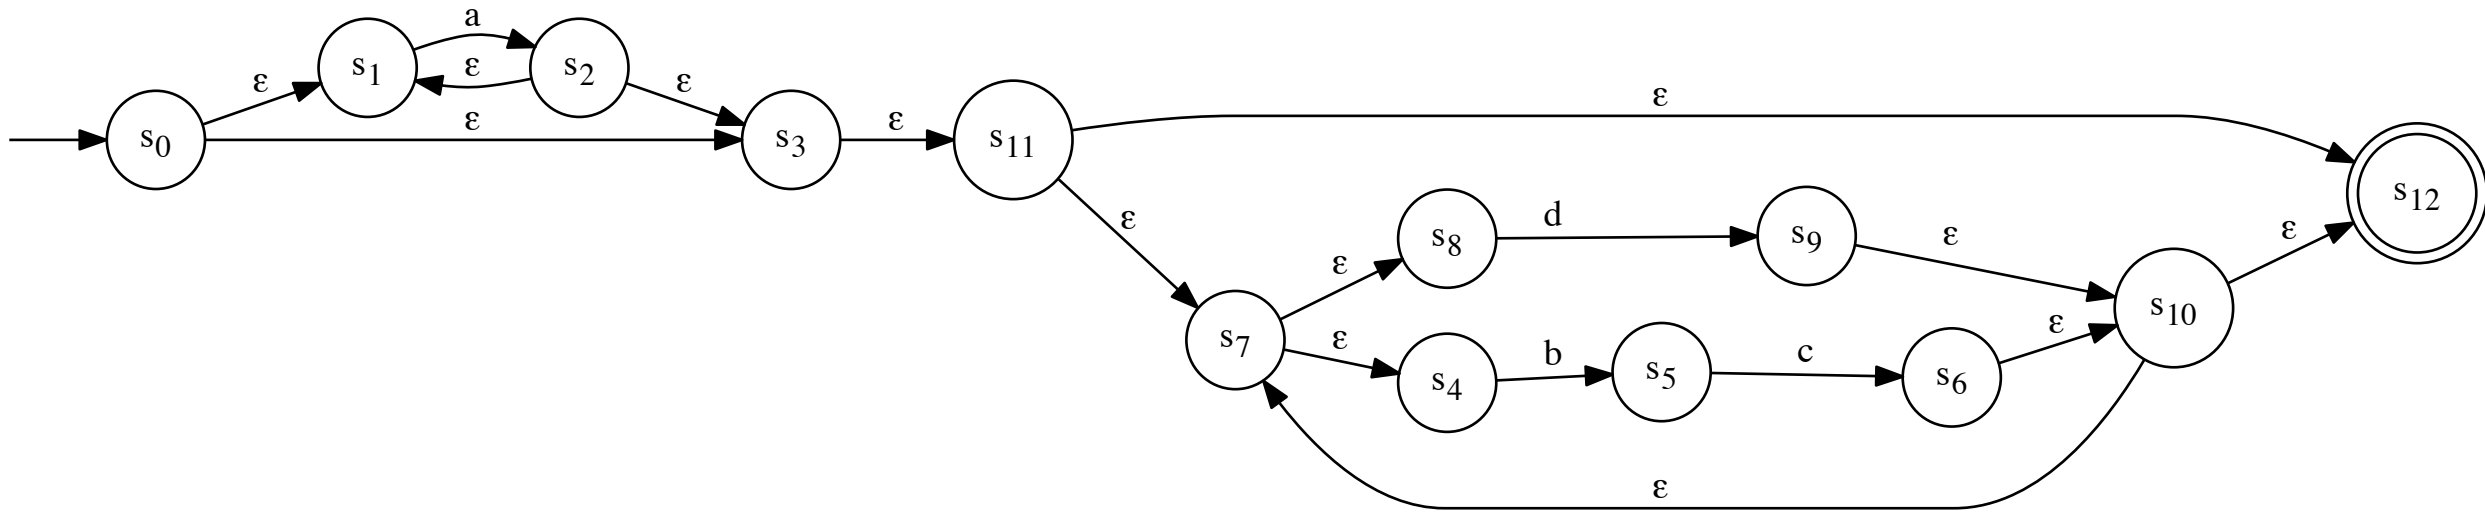 a
ε
s₁
ε
s₂
ε
s₀
ε
s₃
ε
s₁₁
ε
s₁₂
ε
ε
s₈
d
s₉
ε
ε
s₇
ε
s₄
b
s₅
c
s₆
ε
s₁₀
ε